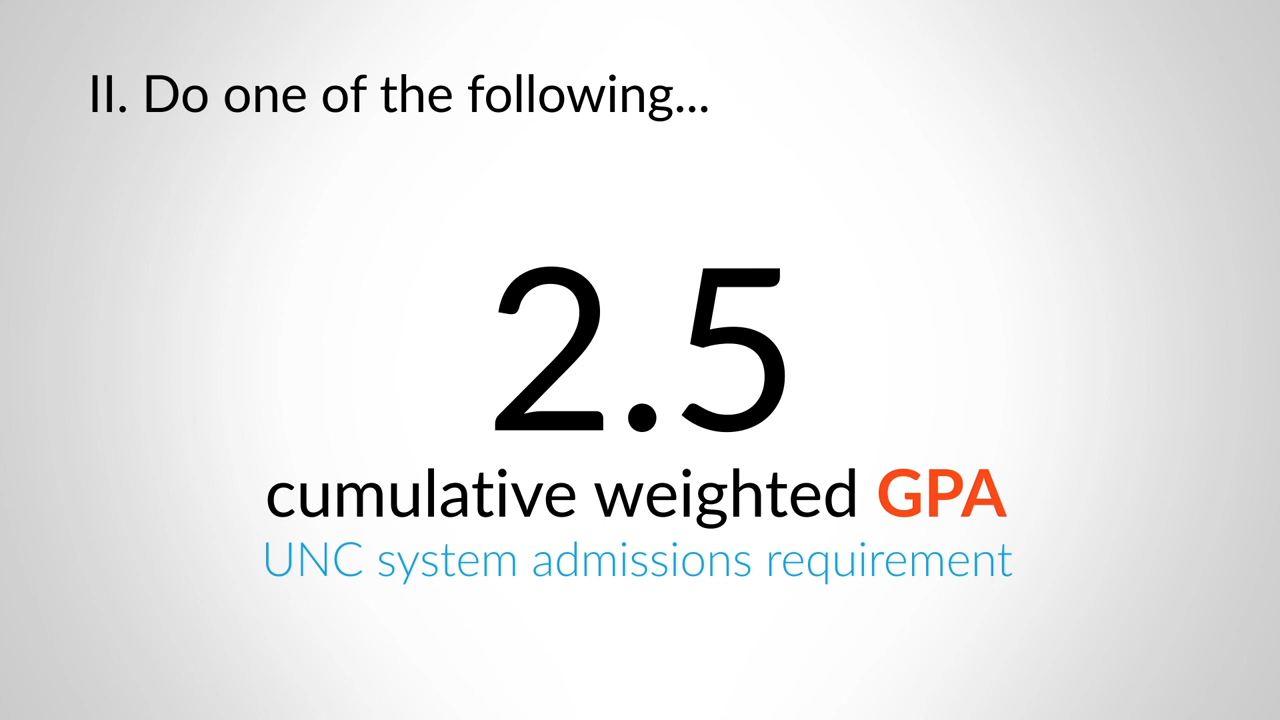 II. Do one of the following...
2.5
cumulative weighted GPA
UNC system admissions requirement